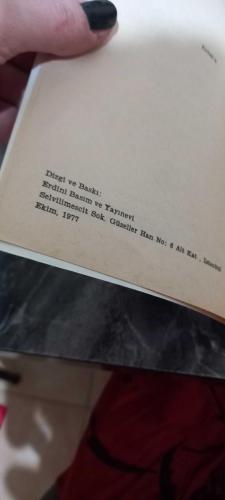 Dizgi ve Baskı:
Erdini Basım ve Yayınevi
Selvilimescit Sok. Güzeller Han No: 6 Alt Kat , İstanbul
Ekim, 1977